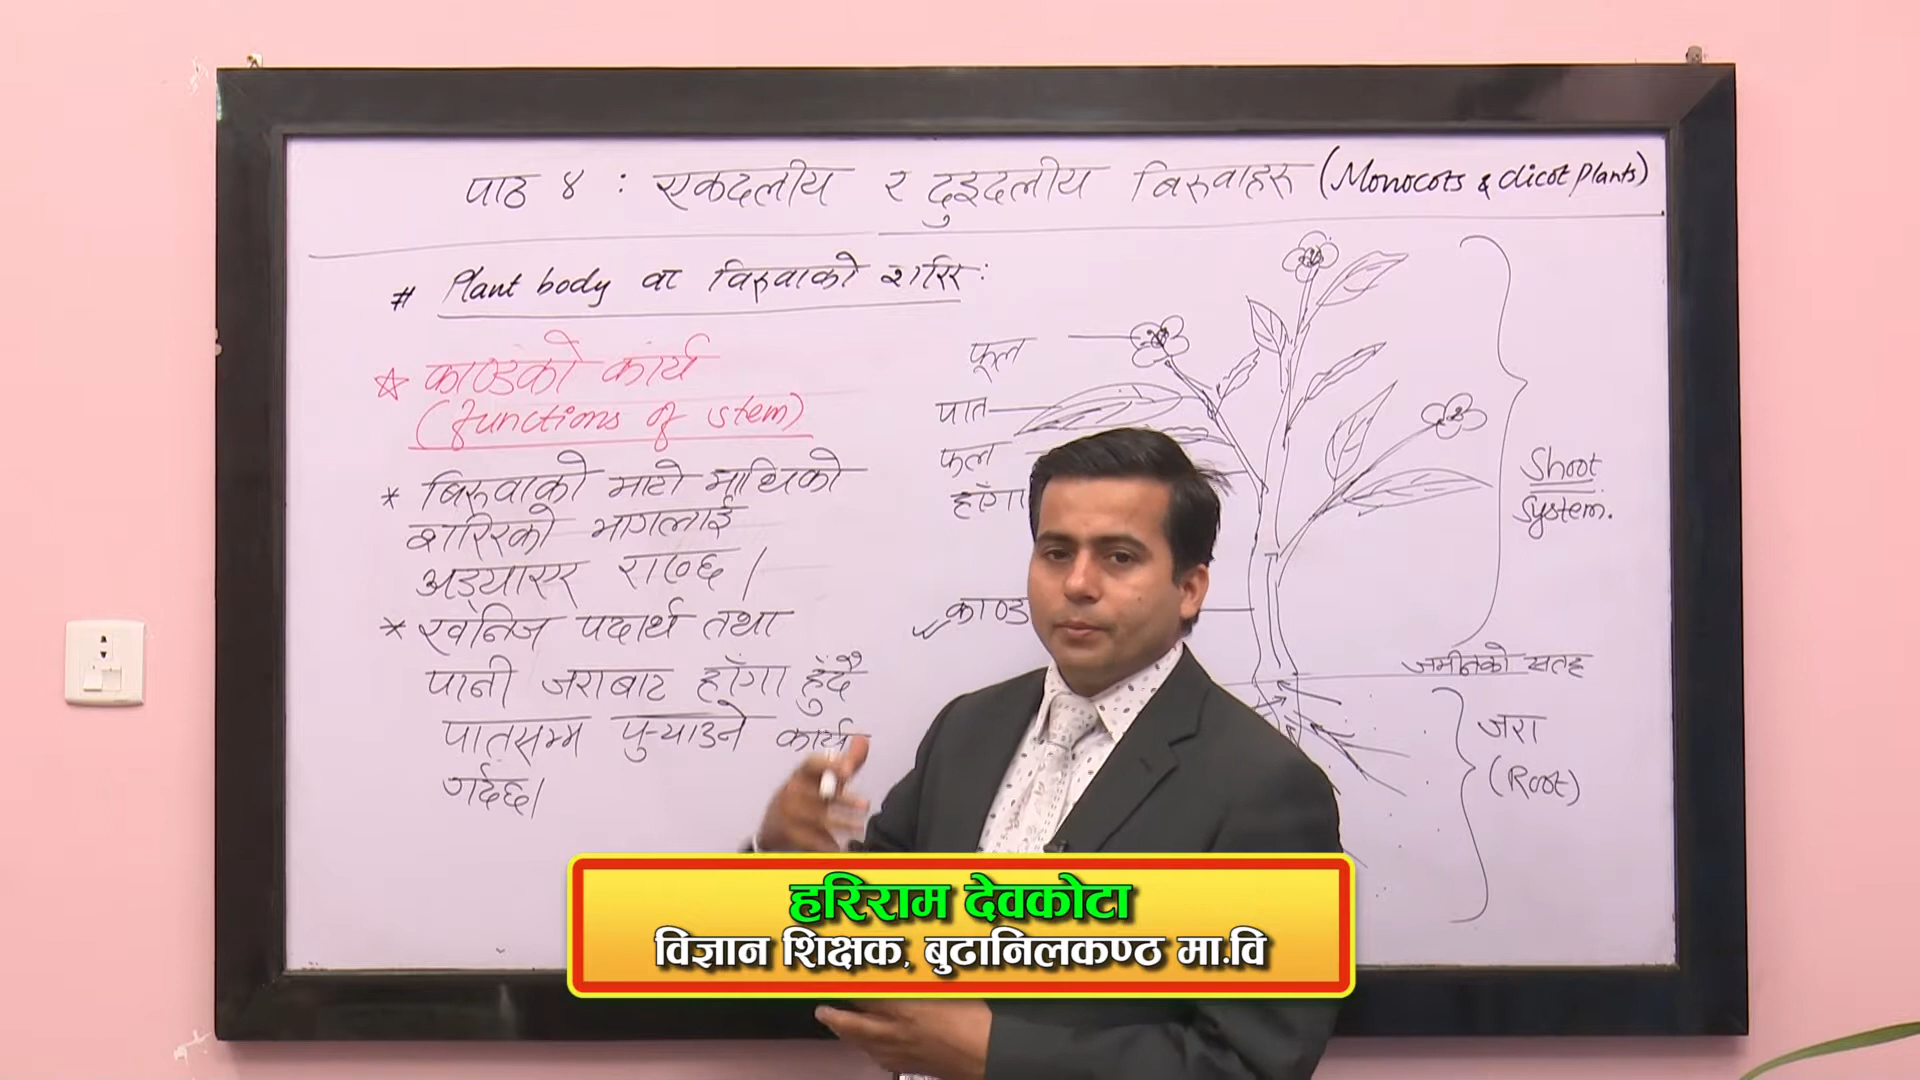 पाठ ४ : एकदलीय र दुइदलीय बिरुवाहरु (Monocots & dicot plants)
# Plant body वा विरुवाको शरिर :
☆ काण्डको कार्य
(functions of stem)
* बिरुवाको माटो माथिको
शरिरको भागलाई
अड्याएर राख्छ ।
* खनिज पदार्थ तथा
पानी जराबाट हाँगा हुँदै
पातसम्म पुऱ्याउने कार्य
गर्दछ।
फूल
पात
फल
हाँगा
काण्ड
Shoot
System.
जमीनको सतह
जरा
(Root)
हरिराम देवकोटा
विज्ञान शिक्षक, बुढानिलकण्ठ मा.वि